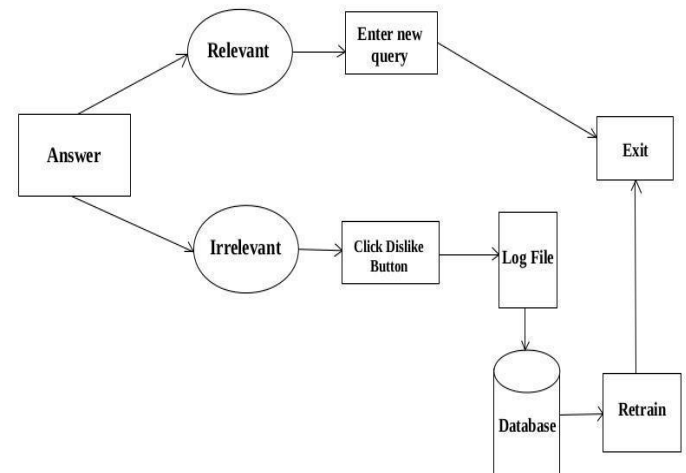 Relevant
Enter new
query
Answer
Exit
Irrelevant
Click Dislike
Button
Log File
Database
Retrain